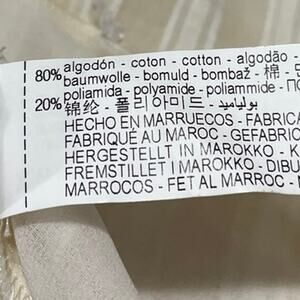 algodón - coton - cotton - algodão -
80% baumwolle - bomuld - bombaž - 棉 -
poliamida - polyamide - poliammide -
20% 锦纶 - 폴리아미드 - بولياميد
HECHO EN MARRUECOS - FABRICA
FABRIQUÉ AU MAROC - GEFABRIC
HERGESTELLT IN MAROKKO - K
FREMSTILLET I MAROKKO - DIBU
MARROCOS - FET AL MARROC -